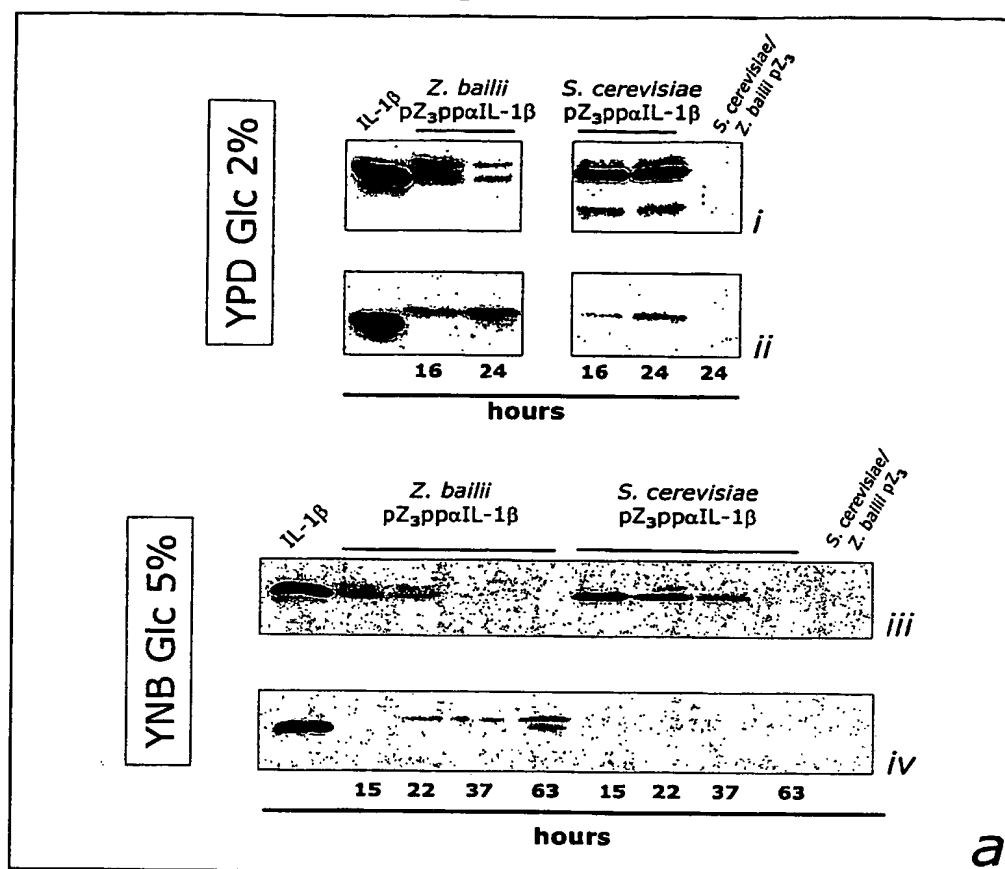 YPD Glc 2%
IL-1β
Z. bailii
pZ₃ppαIL-1β
S. cerevisiae
pZ₃ppαIL-1β
S. cerevisiae/
Z. bailii pZ₃
i
ii
16 24 16 24 24
hours
YNB Glc 5%
IL-1β
Z. bailii
pZ₃ppαIL-1β
S. cerevisiae
pZ₃ppαIL-1β
S. cerevisiae/
Z. bailii pZ₃
iii
iv
15 22 37 63 15 22 37 63
hours
a